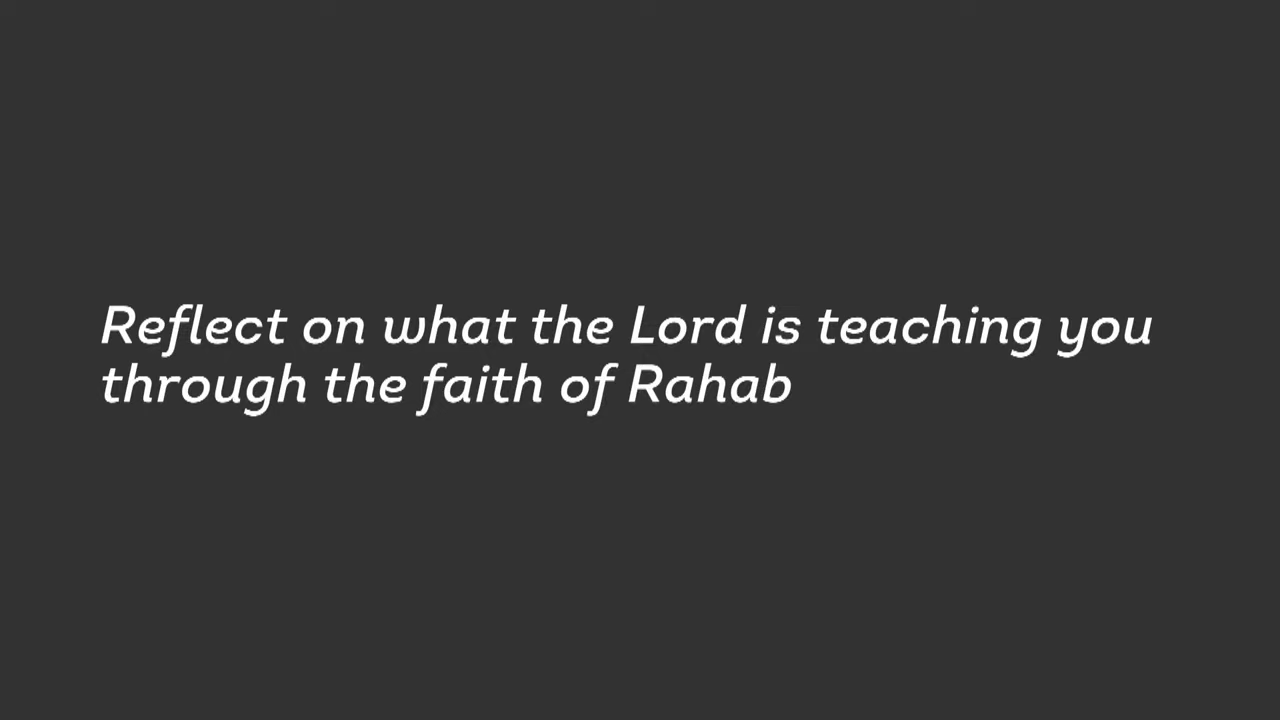 Reflect on what the Lord is teaching you
through the faith of Rahab